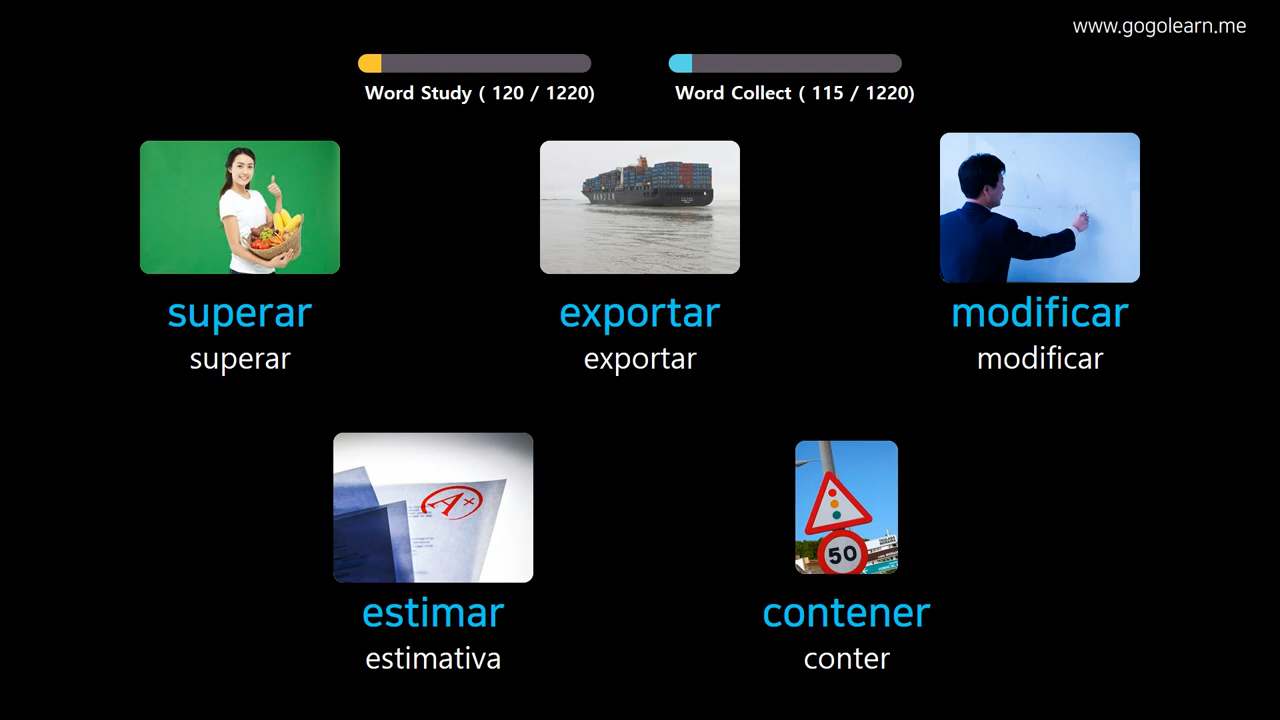 www.gogolearn.me
Word Study ( 120 / 1220)
Word Collect ( 115 / 1220)
superar
superar
exportar
exportar
modificar
modificar
A+
50
estimar
estimativa
contener
conter